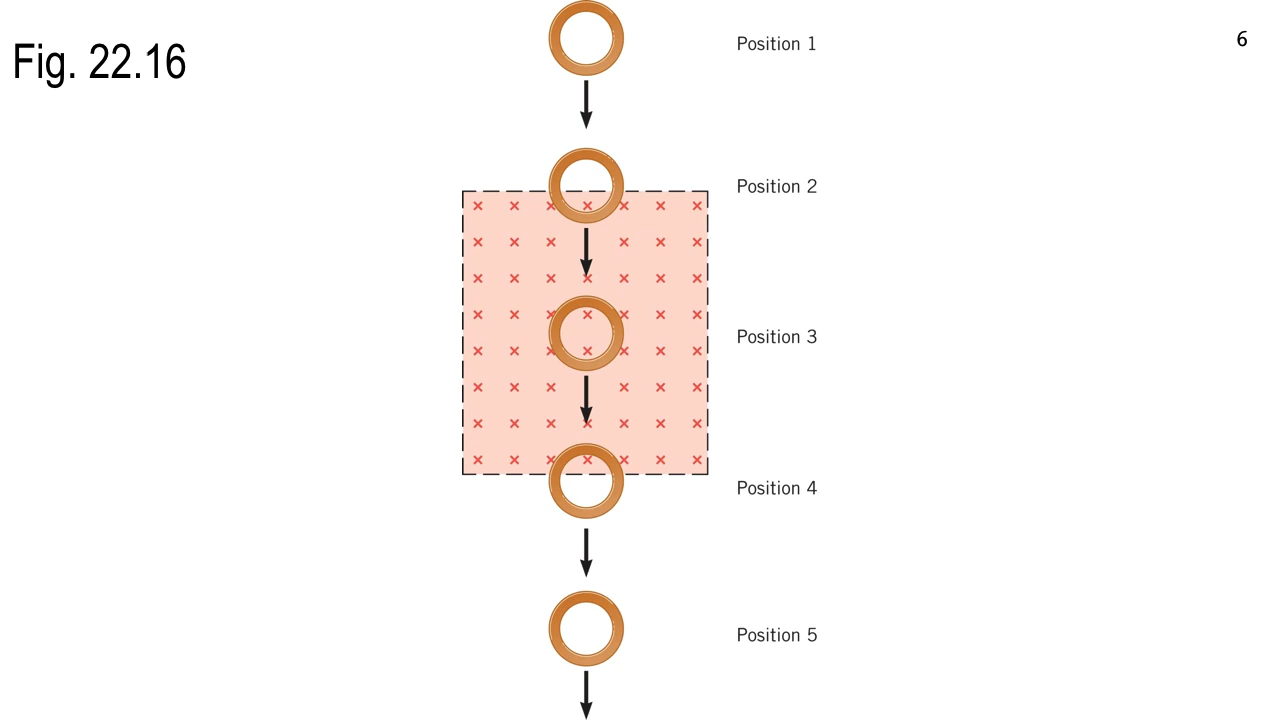 Fig. 22.16
6
Position 1
Position 2
Position 3
Position 4
Position 5